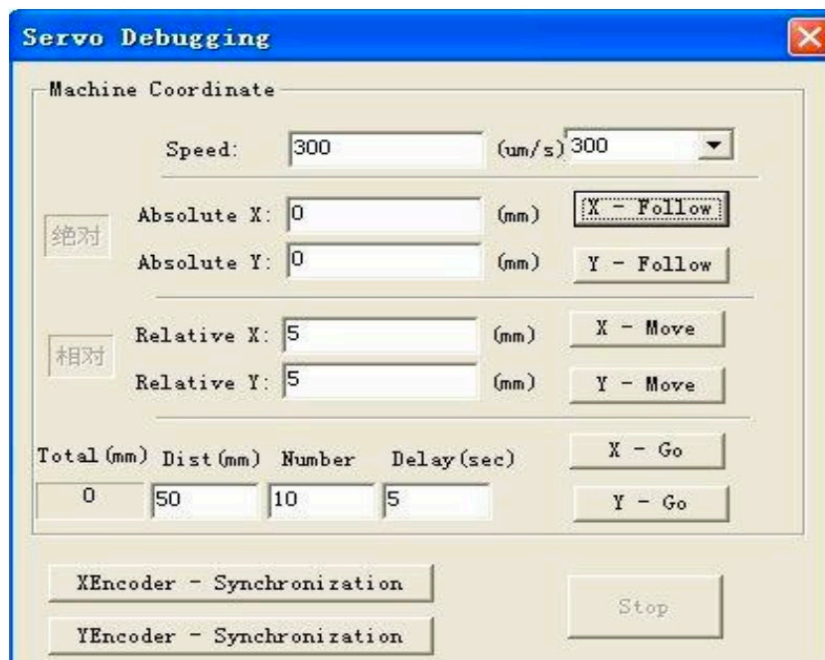 Servo Debugging
Machine Coordinate
Speed: 300 (um/s) 300
绝对
Absolute X: 0 (mm) X - Follow
Absolute Y: 0 (mm) Y - Follow
相对
Relative X: 5 (mm) X - Move
Relative Y: 5 (mm) Y - Move
Total(mm) Dist(mm) Number Delay(sec) X - Go
0 50 10 5 Y - Go
XEncoder - Synchronization
Stop
YEncoder - Synchronization